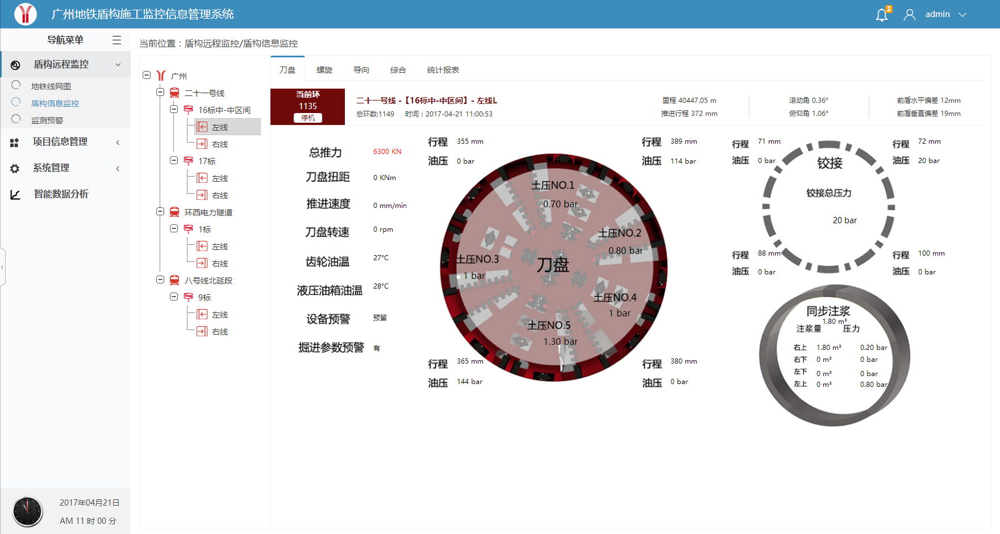 广州地铁盾构施工监控信息管理系统
2
admin
导航菜单
盾构远程监控
地铁线网图
盾构信息监控
监测预警
项目信息管理
系统管理
智能数据分析
2017年04月21日
AM 11 时 00 分
当前位置：盾构远程监控/盾构信息监控
广州
二十一号线
16标中-中区间
左线
右线
17标
左线
右线
环西电力隧道
1标
左线
右线
八号线北延段
9标
左线
右线
刀盘 螺旋 导向 综合 统计报表
当前环
1135
停机
二十一号线 -【16标中-中区间】- 左线L
总环数:1149 时间：2017-04-21 11:00:53
里程 40447.05 m
推进行程 372 mm
滚动角 0.36°
俯仰角 1.06°
前盾水平偏差 12mm
前盾垂直偏差 19mm
总推力 6300 KN
刀盘扭距 0 KNm
推进速度 0 mm/min
刀盘转速 0 rpm
齿轮油温 27°C
液压油箱油温 28°C
设备预警 预留
掘进参数预警 有
行程 355 mm
油压 0 bar
行程 389 mm
油压 114 bar
土压NO.1
0.70 bar
土压NO.2
0.80 bar
土压NO.3
1 bar
刀盘
土压NO.4
1 bar
土压NO.5
1.30 bar
行程 365 mm
油压 144 bar
行程 380 mm
油压 0 bar
行程 71 mm
油压 0 bar
行程 72 mm
油压 20 bar
铰接
铰接总压力
20 bar
行程 88 mm
油压 0 bar
行程 100 mm
油压 0 bar
同步注浆
1.80 m³
注浆量 压力
右上 1.80 m³ 0.20 bar
右下 0 m³ 0 bar
左下 0 m³ 0 bar
左上 0 m³ 0.80 bar